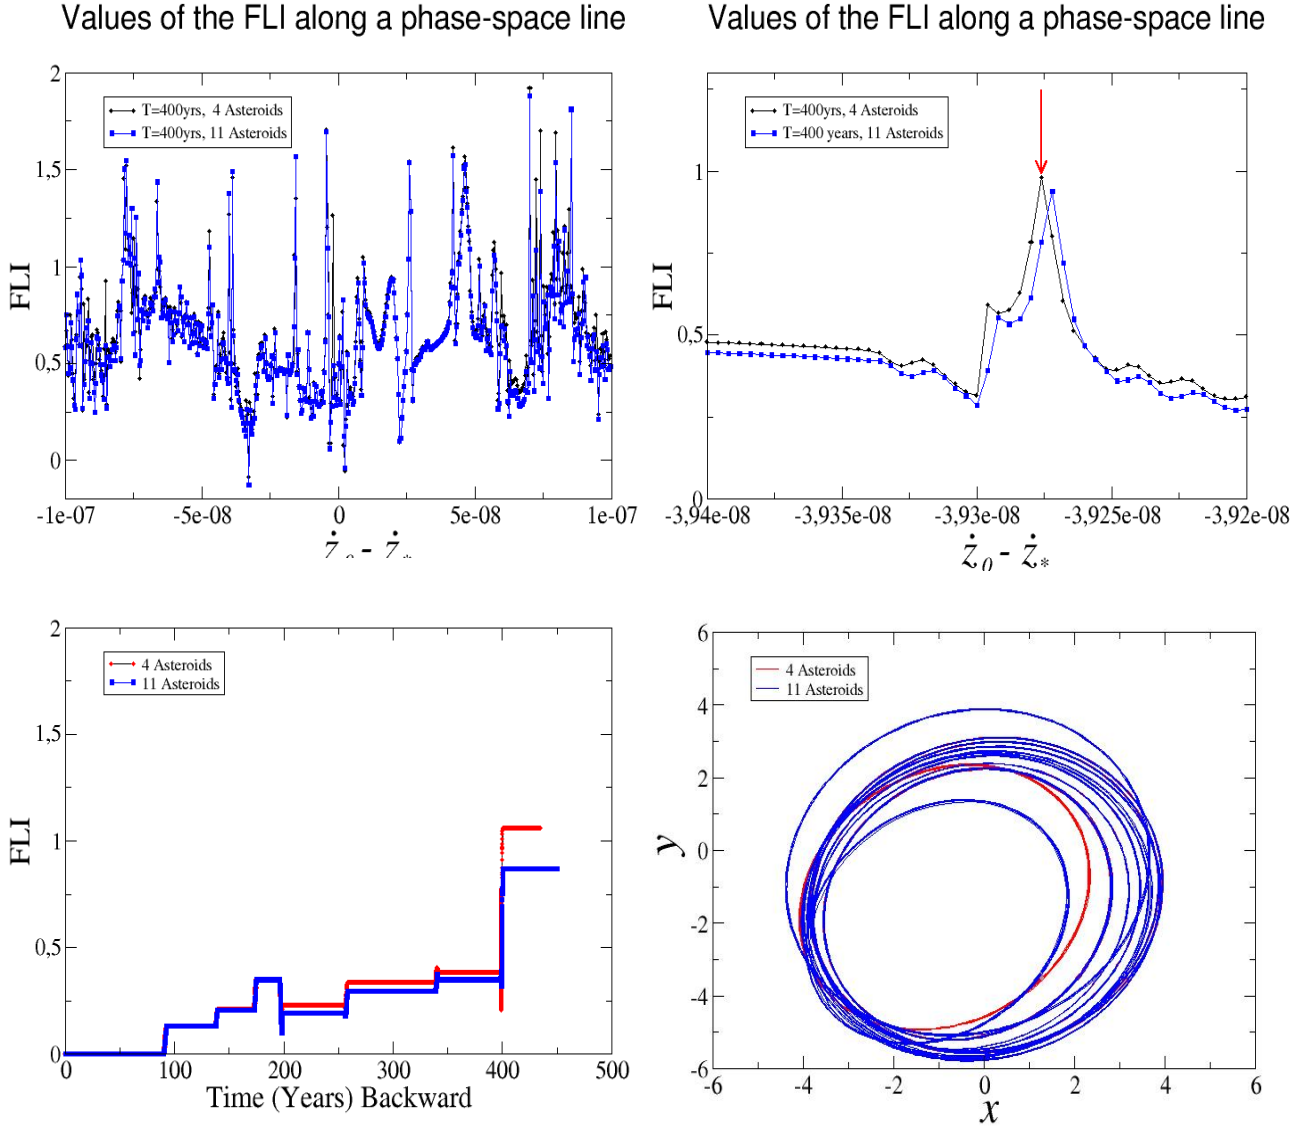 Values of the FLI along a phase-space line
2
T=400yrs, 4 Asteroids
T=400yrs, 11 Asteroids
1,5
1
0,5
0
FLI
-1e-07
-5e-08
0
5e-08
1e-07
ż₀ - ż*
Values of the FLI along a phase-space line
T=400yrs, 4 Asteroids
T=400 years, 11 Asteroids
1
0,5
0
FLI
-3,94e-08
-3,935e-08
-3,93e-08
-3,925e-08
-3,92e-08
ż₀ - ż*
2
4 Asteroids
11 Asteroids
1,5
1
0,5
0
FLI
0
100
200
300
400
500
Time (Years) Backward
6
4 Asteroids
11 Asteroids
4
2
0
-2
-4
-6
y
-6
-4
-2
0
2
4
6
x